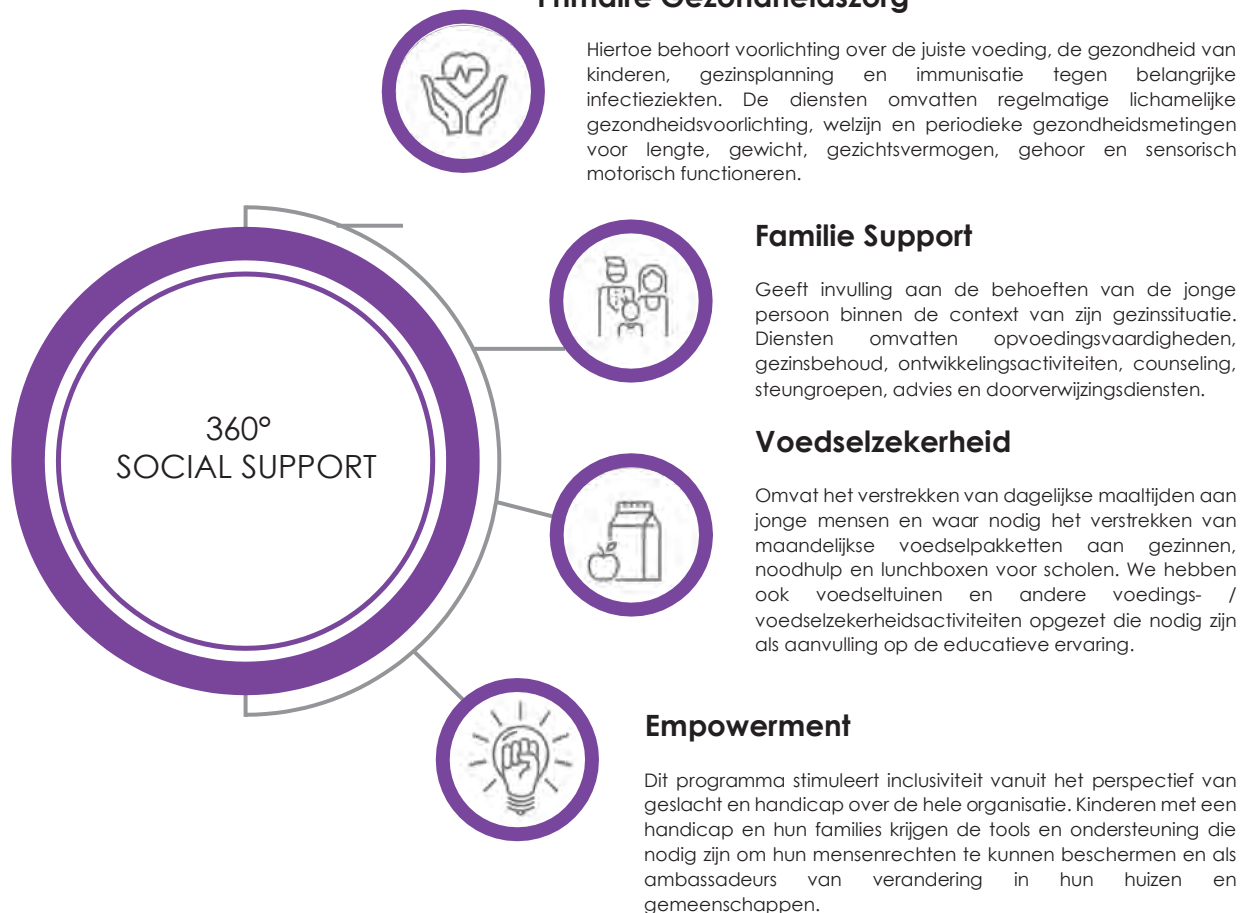 Primaire Gezondheidszorg
Hiertoe behoort voorlichting over de juiste voeding, de gezondheid van
kinderen, gezinsplanning en immunisatie tegen belangrijke
infectieziekten. De diensten omvatten regelmatige lichamelijke
gezondheidsvoorlichting, welzijn en periodieke gezondheidsmetingen
voor lengte, gewicht, gezichtsvermogen, gehoor en sensorisch
motorisch functioneren.
360°
SOCIAL SUPPORT
Familie Support
Geeft invulling aan de behoeften van de jonge
persoon binnen de context van zijn gezinssituatie.
Diensten omvatten opvoedingsvaardigheden,
gezinsbehoud, ontwikkelingsactiviteiten, counseling,
steungroepen, advies en doorverwijzingsdiensten.
Voedselzekerheid
Omvat het verstrekken van dagelijkse maaltijden aan
jonge mensen en waar nodig het verstrekken van
maandelijkse voedselpakketten aan gezinnen,
noodhulp en lunchboxen voor scholen. We hebben
ook voedseltuinen en andere voedings- /
voedselzekerheidsactiviteiten opgezet die nodig zijn
als aanvulling op de educatieve ervaring.
Empowerment
Dit programma stimuleert inclusiviteit vanuit het perspectief van
geslacht en handicap over de hele organisatie. Kinderen met een
handicap en hun families krijgen de tools en ondersteuning die
nodig zijn om hun mensenrechten te kunnen beschermen en als
ambassadeurs van verandering in hun huizen en
gemeenschappen.